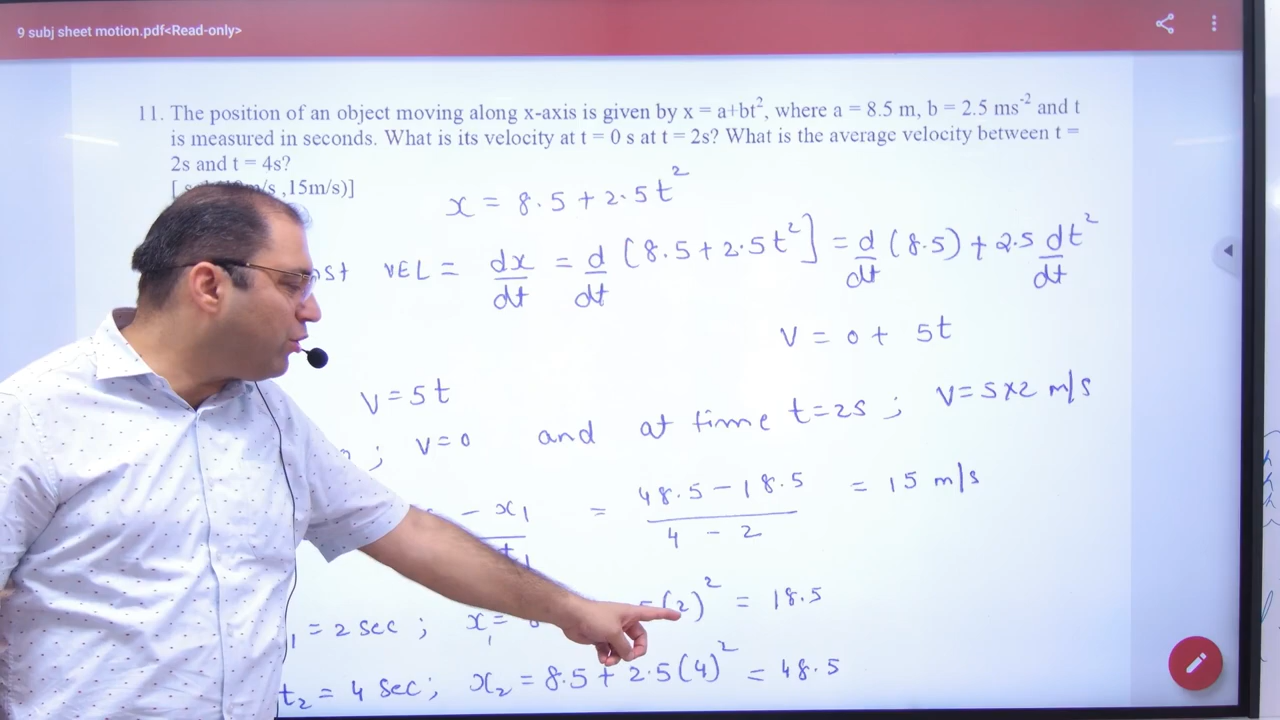 9 subj sheet motion.pdf<Read-only>
11. The position of an object moving along x-axis is given by x = a+bt², where a = 8.5 m, b = 2.5 ms⁻² and t
is measured in seconds. What is its velocity at t = 0 s at t = 2s? What is the average velocity between t =
2s and t = 4s?
,15m/s)]
x = 8.5 + 2.5t²
VEL = dx/dt = d/dt (8.5 + 2.5t²] = d/dt (8.5) + 2.5 dt²/dt
V = 0 + 5t
V = 5t
; V=0 and at time t=2s ; V=5×2 m/s
- x₁ = 48.5 - 18.5 / 4 - 2 = 15 m/s
₁ = 2 sec ; x₁ = (2)² = 18.5
t₂ = 4 sec; x₂ = 8.5 + 2.5(4)² = 48.5